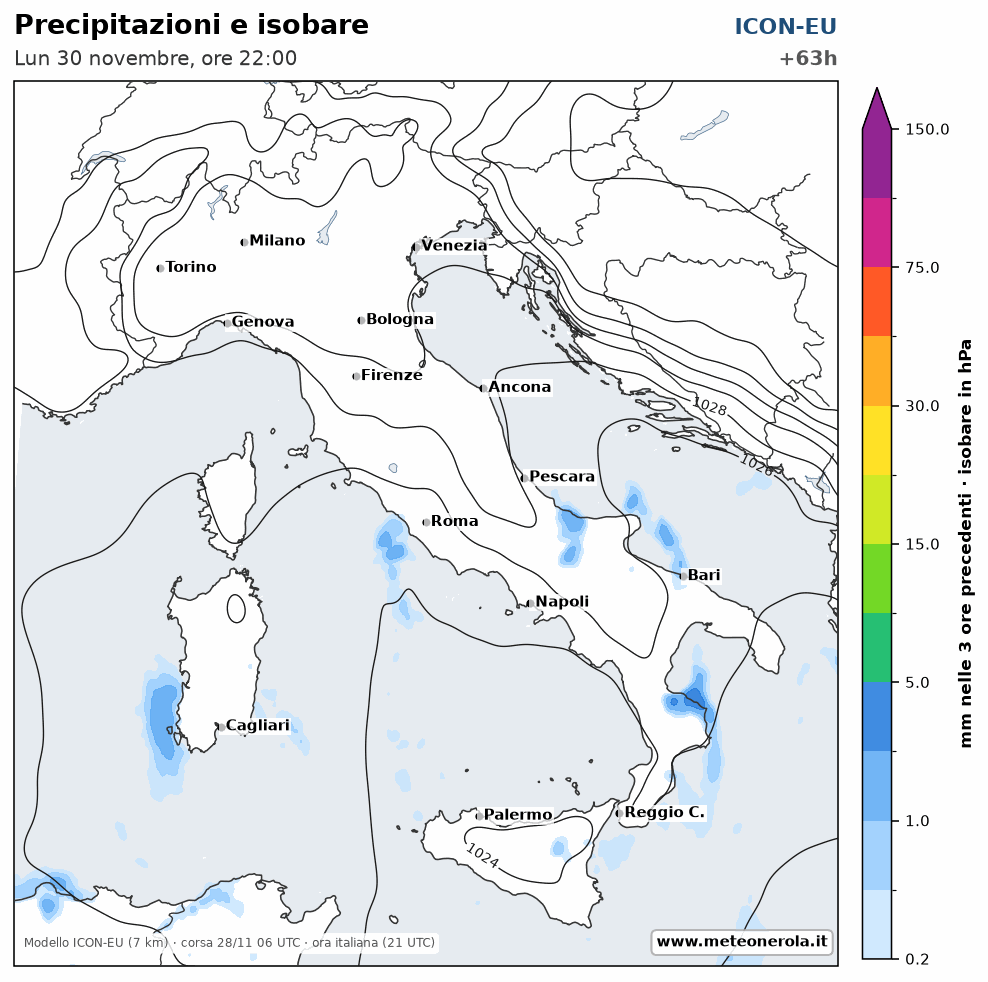 Precipitazioni e isobare
ICON-EU
Lun 30 novembre, ore 22:00
+63h
Milano
Venezia
Torino
Genova
Bologna
Firenze
Ancona
1028
1026
Pescara
Roma
Bari
Napoli
Cagliari
Palermo
Reggio C.
1024
Modello ICON-EU (7 km) · corsa 28/11 06 UTC · ora italiana (21 UTC)
www.meteonerola.it
150.0
75.0
30.0
15.0
5.0
1.0
0.2
mm nelle 3 ore precedenti · isobare in hPa